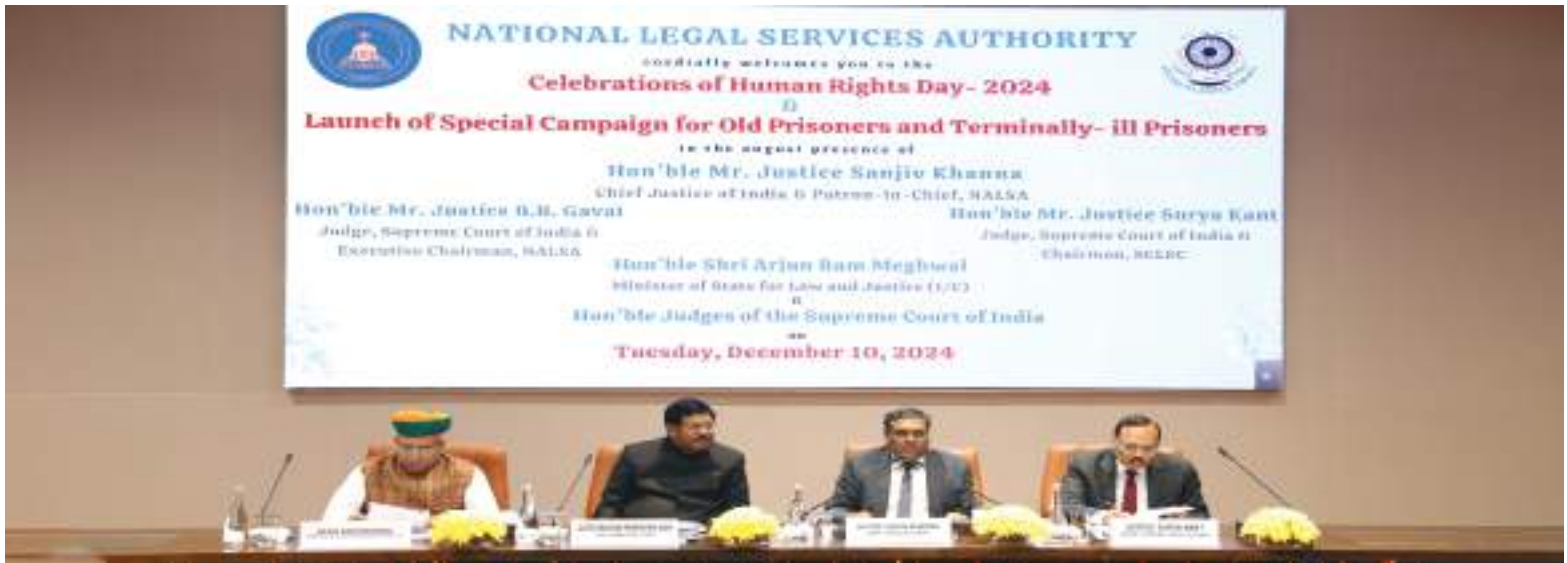 NATIONAL LEGAL SERVICES AUTHORITY
cordially welcomes you to the
Celebrations of Human Rights Day- 2024
&
Launch of Special Campaign for Old Prisoners and Terminally- ill Prisoners
in the august presence of
Hon'ble Mr. Justice Sanjiv Khanna
Chief Justice of India & Patron-in-Chief, NALSA
Hon'ble Mr. Justice B.R. Gavai
Judge, Supreme Court of India &
Executive Chairman, NALSA
Hon'ble Mr. Justice Surya Kant
Judge, Supreme Court of India &
Chairman, SCLSC
Hon'ble Shri Arjun Ram Meghwal
Minister of State for Law and Justice (I/C)
&
Hon'ble Judges of the Supreme Court of India
on
Tuesday, December 10, 2024